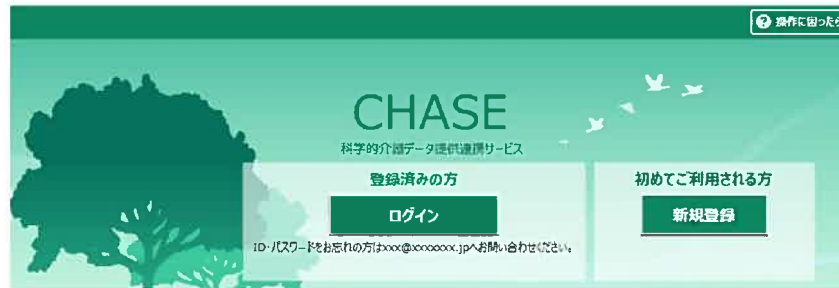 操作に困ったら
CHASE
科学的介護データ提供連携サービス
登録済みの方
ログイン
ID・パスワードをお忘れの方はxxx@xxxxxxx.jpへお問い合わせください。
初めてご利用される方
新規登録